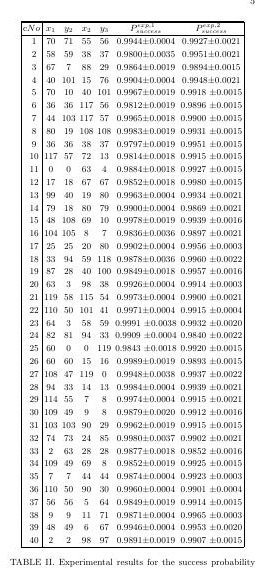 5
cNo x₁ y₂ x₂ y₃ P^{exp,1}_{success} P^{exp,2}_{success}
1 70 71 55 56 0.9944±0.0004 0.9927±0.0021
2 58 59 38 37 0.9800±0.0035 0.9951±0.0021
3 67 7 88 29 0.9864±0.0019 0.9894±0.0015
4 40 101 15 76 0.9904±0.0004 0.9948±0.0021
5 70 10 40 101 0.9967±0.0019 0.9918 ±0.0015
6 36 36 117 56 0.9812±0.0019 0.9896 ±0.0015
7 44 103 117 57 0.9965±0.0018 0.9900 ±0.0015
8 80 19 108 108 0.9983±0.0019 0.9931 ±0.0015
9 36 36 38 37 0.9797±0.0019 0.9951 ±0.0015
10 117 57 72 13 0.9814±0.0018 0.9915 ±0.0015
11 0 0 63 4 0.9884±0.0018 0.9927 ±0.0015
12 17 18 67 67 0.9852±0.0018 0.9980 ±0.0015
13 99 40 19 80 0.9963±0.0004 0.9934 ±0.0021
14 79 18 80 79 0.9900±0.0004 0.9869 ±0.0021
15 48 108 69 10 0.9978±0.0019 0.9939 ±0.0016
16 104 105 8 7 0.9836±0.0036 0.9897 ±0.0021
17 25 25 20 80 0.9902±0.0004 0.9956 ±0.0003
18 33 94 59 118 0.9878±0.0036 0.9960 ±0.0022
19 87 28 40 100 0.9849±0.0018 0.9957 ±0.0016
20 63 3 98 38 0.9926±0.0004 0.9914 ±0.0003
21 119 58 115 54 0.9973±0.0004 0.9900 ±0.0021
22 110 50 101 41 0.9971±0.0004 0.9915 ±0.0004
23 64 3 58 59 0.9991 ±0.0038 0.9932 ±0.0020
24 82 81 94 33 0.9909 ±0.0004 0.9840 ±0.0022
25 60 0 0 119 0.9843 ±0.0018 0.9920 ±0.0015
26 60 60 15 16 0.9989±0.0019 0.9893 ±0.0015
27 108 47 119 0 0.9948±0.0038 0.9937 ±0.0022
28 94 33 14 13 0.9984±0.0004 0.9939 ±0.0021
29 114 55 7 8 0.9974±0.0004 0.9915 ±0.0021
30 109 49 9 8 0.9879±0.0020 0.9912 ±0.0016
31 103 103 90 29 0.9962±0.0019 0.9915 ±0.0015
32 74 73 24 85 0.9980±0.0037 0.9902 ±0.0021
33 2 63 28 28 0.9877±0.0018 0.9852 ±0.0016
34 109 49 69 8 0.9852±0.0019 0.9925 ±0.0015
35 7 7 44 44 0.9874±0.0004 0.9923 ±0.0003
36 110 50 90 30 0.9960±0.0004 0.9901 ±0.0004
37 56 56 5 64 0.9849±0.0019 0.9914 ±0.0015
38 9 9 11 71 0.9871±0.0004 0.9965 ±0.0003
39 48 49 6 67 0.9946±0.0004 0.9953 ±0.0020
40 2 2 98 97 0.9891±0.0019 0.9907 ±0.0015
TABLE II. Experimental results for the success probability